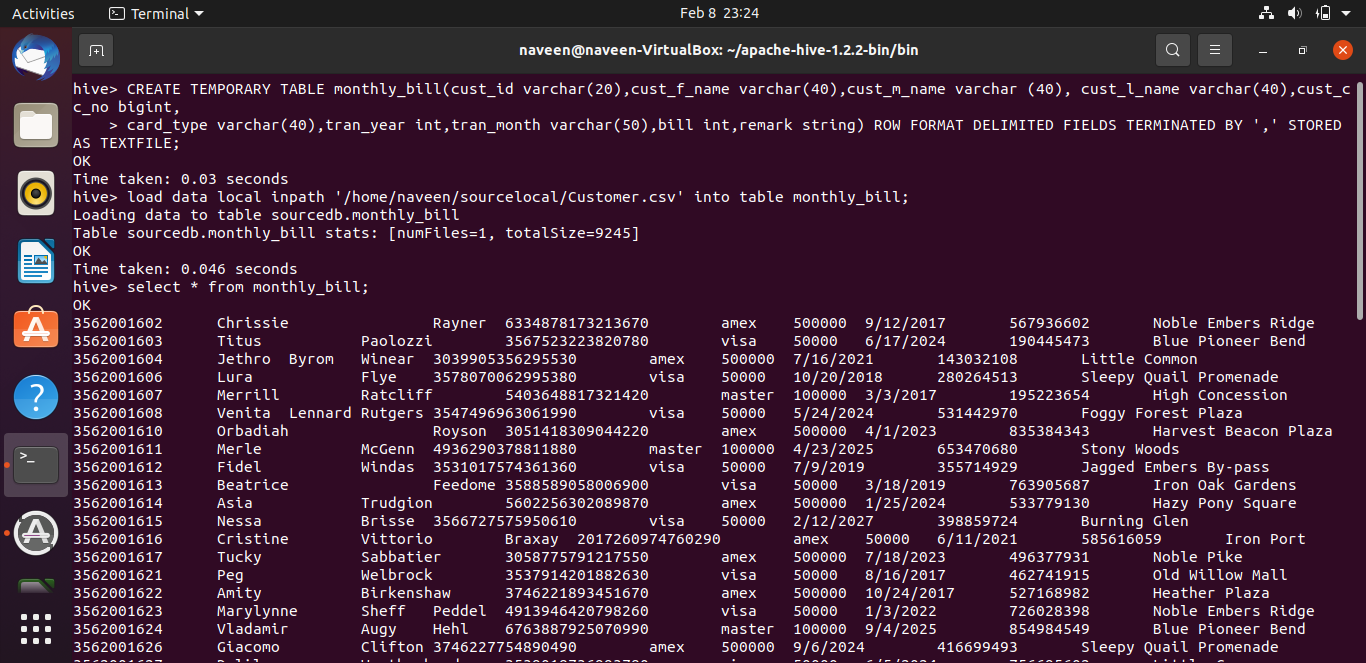 Activities Terminal Feb 8 23:24
naveen@naveen-VirtualBox: ~/apache-hive-1.2.2-bin/bin
hive> CREATE TEMPORARY TABLE monthly_bill(cust_id varchar(20),cust_f_name varchar(40),cust_m_name varchar (40), cust_l_name varchar(40),cust_c
c_no bigint,
> card_type varchar(40),tran_year int,tran_month varchar(50),bill int,remark string) ROW FORMAT DELIMITED FIELDS TERMINATED BY ',' STORED
AS TEXTFILE;
OK
Time taken: 0.03 seconds
hive> load data local inpath '/home/naveen/sourcelocal/Customer.csv' into table monthly_bill;
Loading data to table sourcedb.monthly_bill
Table sourcedb.monthly_bill stats: [numFiles=1, totalSize=9245]
OK
Time taken: 0.046 seconds
hive> select * from monthly_bill;
OK
3562001602 Chrissie Rayner 6334878173213670 amex 500000 9/12/2017 567936602 Noble Embers Ridge
3562001603 Titus Paolozzi 3567523223820780 visa 50000 6/17/2024 190445473 Blue Pioneer Bend
3562001604 Jethro Byrom Winear 3039905356295530 amex 500000 7/16/2021 143032108 Little Common
3562001606 Lura Flye 3578070062995380 visa 50000 10/20/2018 280264513 Sleepy Quail Promenade
3562001607 Merrill Ratcliff 5403648817321420 master 100000 3/3/2017 195223654 High Concession
3562001608 Venita Lennard Rutgers 3547496963061990 visa 50000 5/24/2024 531442970 Foggy Forest Plaza
3562001610 Orbadiah Royson 3051418309044220 amex 500000 4/1/2023 835384343 Harvest Beacon Plaza
3562001611 Merle McGenn 4936290378811880 master 100000 4/23/2025 653470680 Stony Woods
3562001612 Fidel Windas 3531017574361360 visa 50000 7/9/2019 355714929 Jagged Embers By-pass
3562001613 Beatrice Feedome 3588589058006900 visa 50000 3/18/2019 763905687 Iron Oak Gardens
3562001614 Asia Trudgion 5602256302089870 amex 500000 1/25/2024 533779130 Hazy Pony Square
3562001615 Nessa Brisse 3566727575950610 visa 50000 2/12/2027 398859724 Burning Glen
3562001616 Cristine Vittorio Braxay 2017260974760290 amex 50000 6/11/2021 585616059 Iron Port
3562001617 Tucky Sabbatier 3058775791217550 amex 500000 7/18/2023 496377931 Noble Pike
3562001621 Peg Welbrock 3537914201882630 visa 50000 8/16/2017 462741915 Old Willow Mall
3562001622 Amity Birkenshaw 3746221893451670 amex 500000 10/24/2017 527168982 Heather Plaza
3562001623 Marylynne Sheff Peddel 4913946420798260 visa 50000 1/3/2022 726028398 Noble Embers Ridge
3562001624 Vladamir Augy Hehl 6763887925070990 master 100000 9/4/2025 854984549 Blue Pioneer Bend
3562001626 Giacomo Clifton 3746227754890490 amex 500000 9/6/2024 416699493 Sleepy Quail Promenade